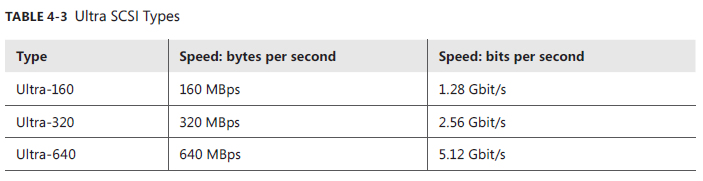 TABLE 4-3 Ultra SCSI Types
Type Speed: bytes per second Speed: bits per second
Ultra-160 160 MBps 1.28 Gbit/s
Ultra-320 320 MBps 2.56 Gbit/s
Ultra-640 640 MBps 5.12 Gbit/s